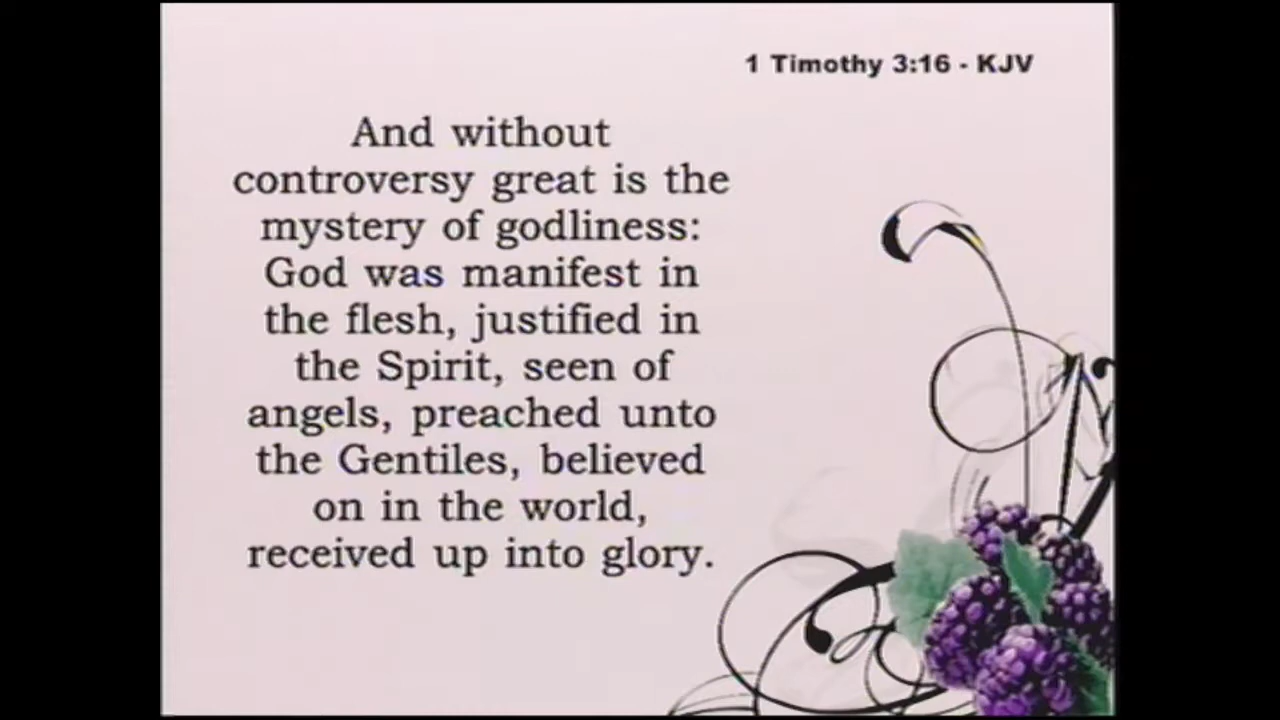 1 Timothy 3:16 - KJV
And without
controversy great is the
mystery of godliness:
God was manifest in
the flesh, justified in
the Spirit, seen of
angels, preached unto
the Gentiles, believed
on in the world,
received up into glory.